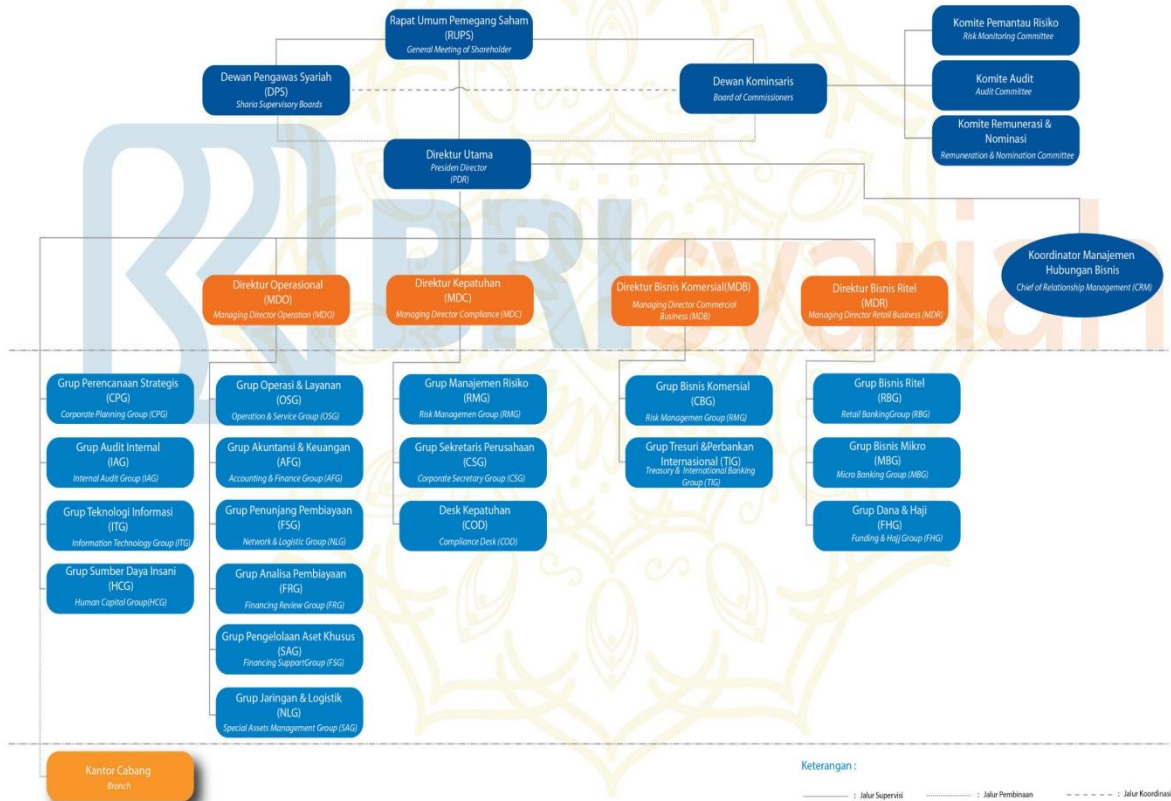 Rapat Umum Pemegang Saham
(RUPS)
General Meeting of Shareholder
Dewan Pengawas Syariah
(DPS)
Sharia Supervisory Boards
Dewan Kominsaris
Board of Commissioners
Komite Pemantau Risiko
Risk Monitoring Committee
Komite Audit
Audit Committee
Komite Remunerasi &
Nominasi
Remuneration & Nomination Committee
Direktur Utama
Presiden Director
(PDR)
BRIsyariah
Koordinator Manajemen
Hubungan Bisnis
Chief of Relationship Management (CRM)
Direktur Operasional
(MDO)
Managing Director Operation (MDO)
Direktur Kepatuhan
(MDC)
Managing Director Compliance (MDC)
Direktur Bisnis Komersial(MDB)
Managing Director Commercial
Business (MDB)
Direktur Bisnis Ritel
(MDR)
Managing Director Retail Business (MDR)
Grup Perencanaan Strategis
(CPG)
Corporate Planning Group (CPG)
Grup Audit Internal
(IAG)
Internal Audit Group (IAG)
Grup Teknologi Informasi
(ITG)
Information Technology Group (ITG)
Grup Sumber Daya Insani
(HCG)
Human Capital Group(HCG)
Grup Operasi & Layanan
(OSG)
Operation & Service Group (OSG)
Grup Akuntansi & Keuangan
(AFG)
Accounting & Finance Group (AFG)
Grup Penunjang Pembiayaan
(FSG)
Network & Logistic Group (NLG)
Grup Analisa Pembiayaan
(FRG)
Financing Review Group (FRG)
Grup Pengelolaan Aset Khusus
(SAG)
Financing SupportGroup (FSG)
Grup Jaringan & Logistik
(NLG)
Special Assets Management Group (SAG)
Grup Manajemen Risiko
(RMG)
Risk Managemen Group (RMG)
Grup Sekretaris Perusahaan
(CSG)
Corporate Secretary Group (CSG)
Desk Kepatuhan
(COD)
Compliance Desk (COD)
Grup Bisnis Komersial
(CBG)
Risk Managemen Group (RMG)
Grup Tresuri &Perbankan
Internasional (TIG)
Treasury & International Banking
Group (TIG)
Grup Bisnis Ritel
(RBG)
Retail BankingGroup (RBG)
Grup Bisnis Mikro
(MBG)
Micro Banking Group (MBG)
Grup Dana & Haji
(FHG)
Funding & Hajj Group (FHG)
Kantor Cabang
Branch
Keterangan :
: Jalur Supervisi
: Jalur Pembinaan
: Jalur Koordinasi